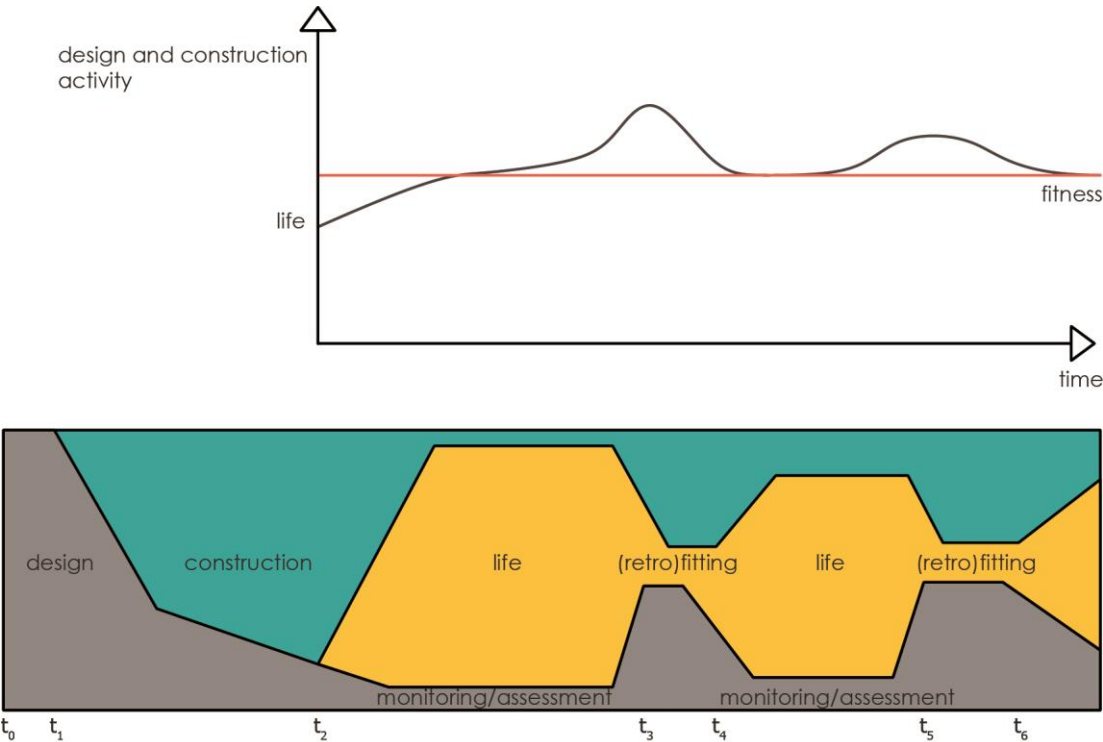 design and construction
activity
life
fitness
time
design
construction
life
(retro)fitting
life
(retro)fitting
monitoring/assessment
monitoring/assessment
t₀
t₁
t₂
t₃
t₄
t₅
t₆